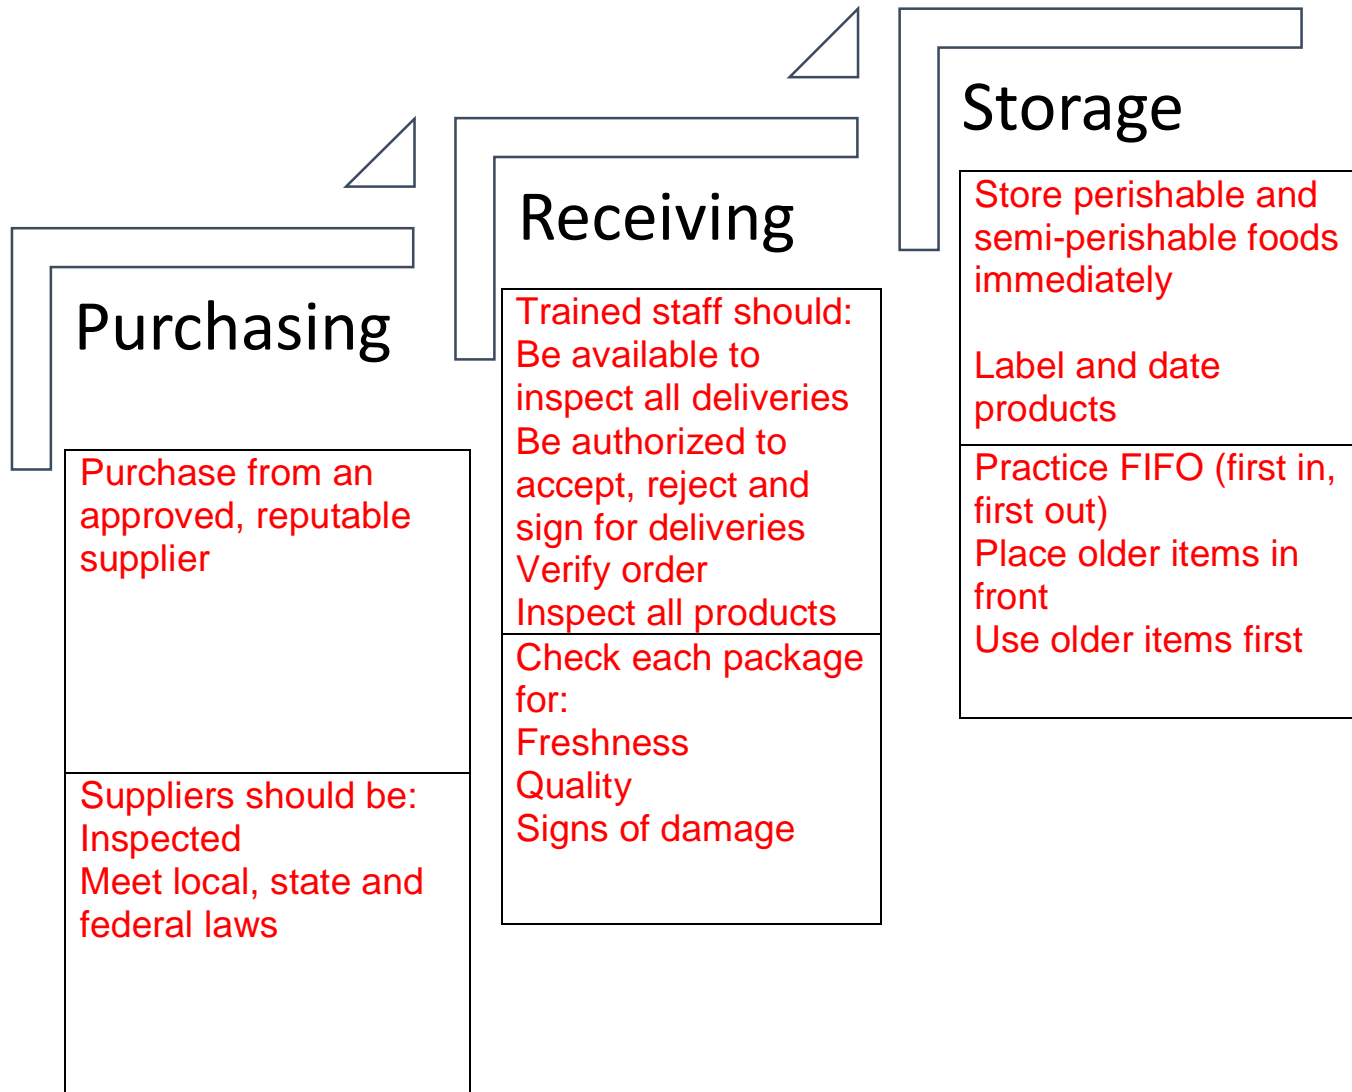 Purchasing
Purchase from an
approved, reputable
supplier
Suppliers should be:
Inspected
Meet local, state and
federal laws
Receiving
Trained staff should:
Be available to
inspect all deliveries
Be authorized to
accept, reject and
sign for deliveries
Verify order
Inspect all products
Check each package
for:
Freshness
Quality
Signs of damage
Storage
Store perishable and
semi-perishable foods
immediately
Label and date
products
Practice FIFO (first in,
first out)
Place older items in
front
Use older items first